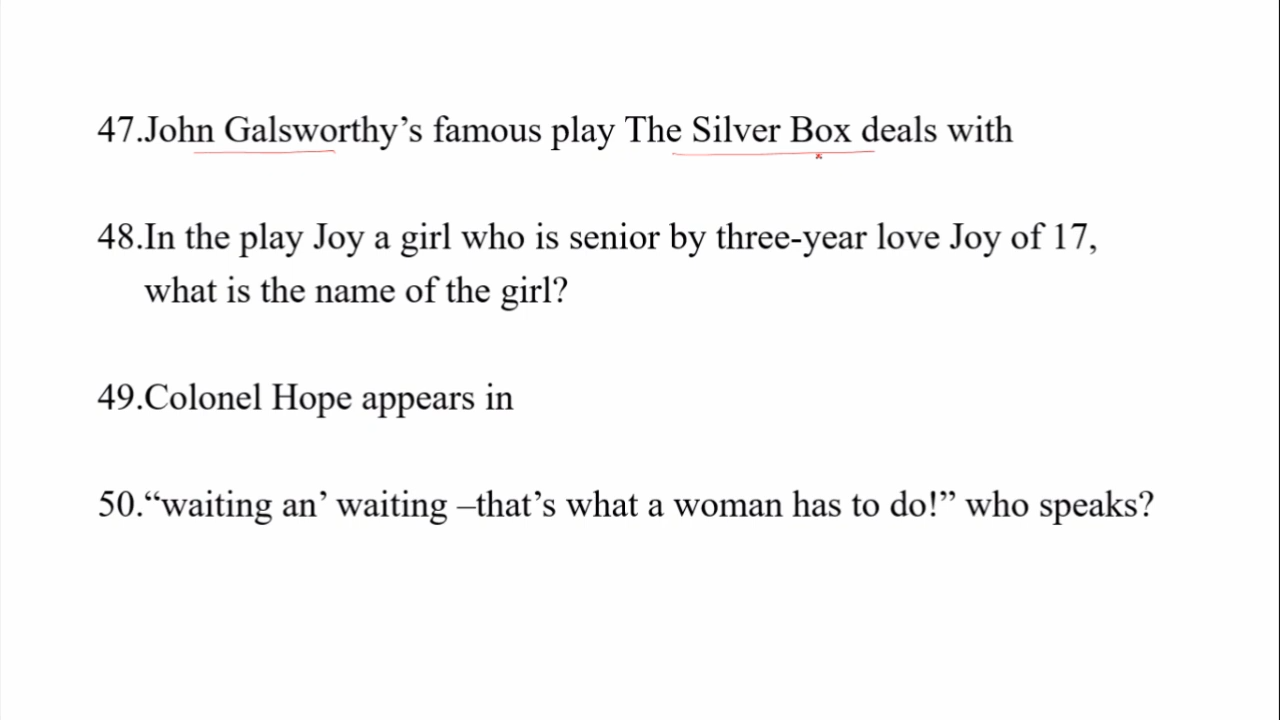 47.John Galsworthy’s famous play The Silver Box deals with
48.In the play Joy a girl who is senior by three-year love Joy of 17,
what is the name of the girl?
49.Colonel Hope appears in
50.“waiting an’ waiting –that’s what a woman has to do!” who speaks?